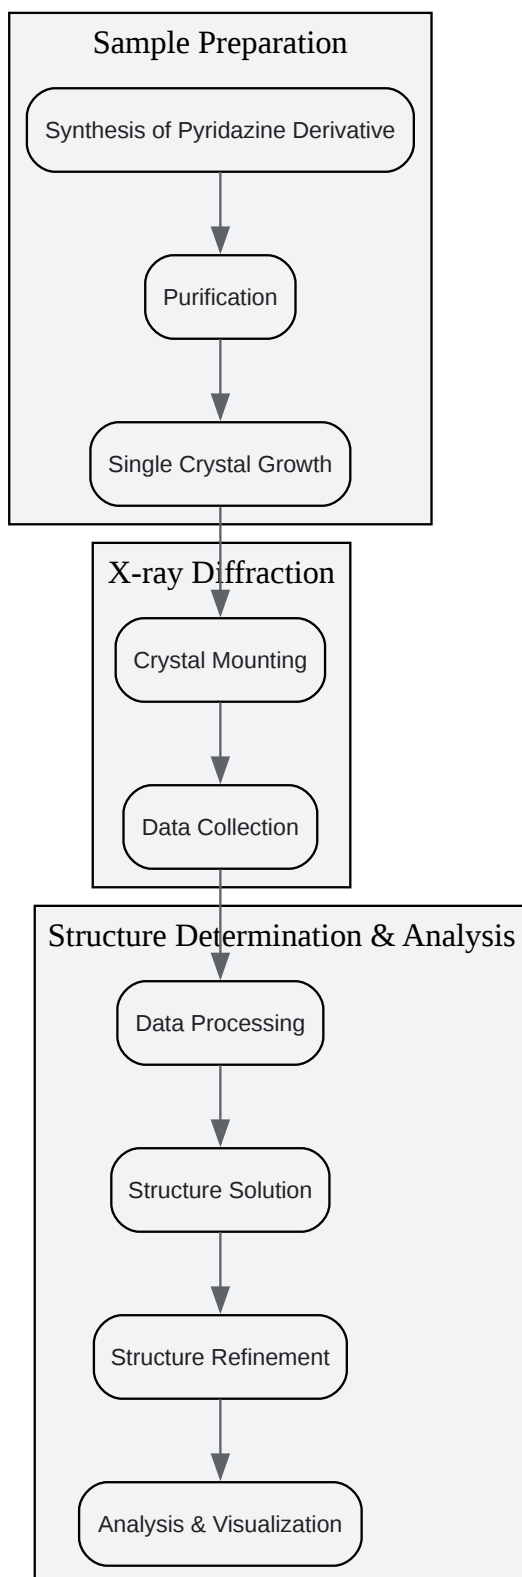 Sample Preparation
Synthesis of Pyridazine Derivative
Purification
Single Crystal Growth
X-ray Diffraction
Crystal Mounting
Data Collection
Structure Determination & Analysis
Data Processing
Structure Solution
Structure Refinement
Analysis & Visualization